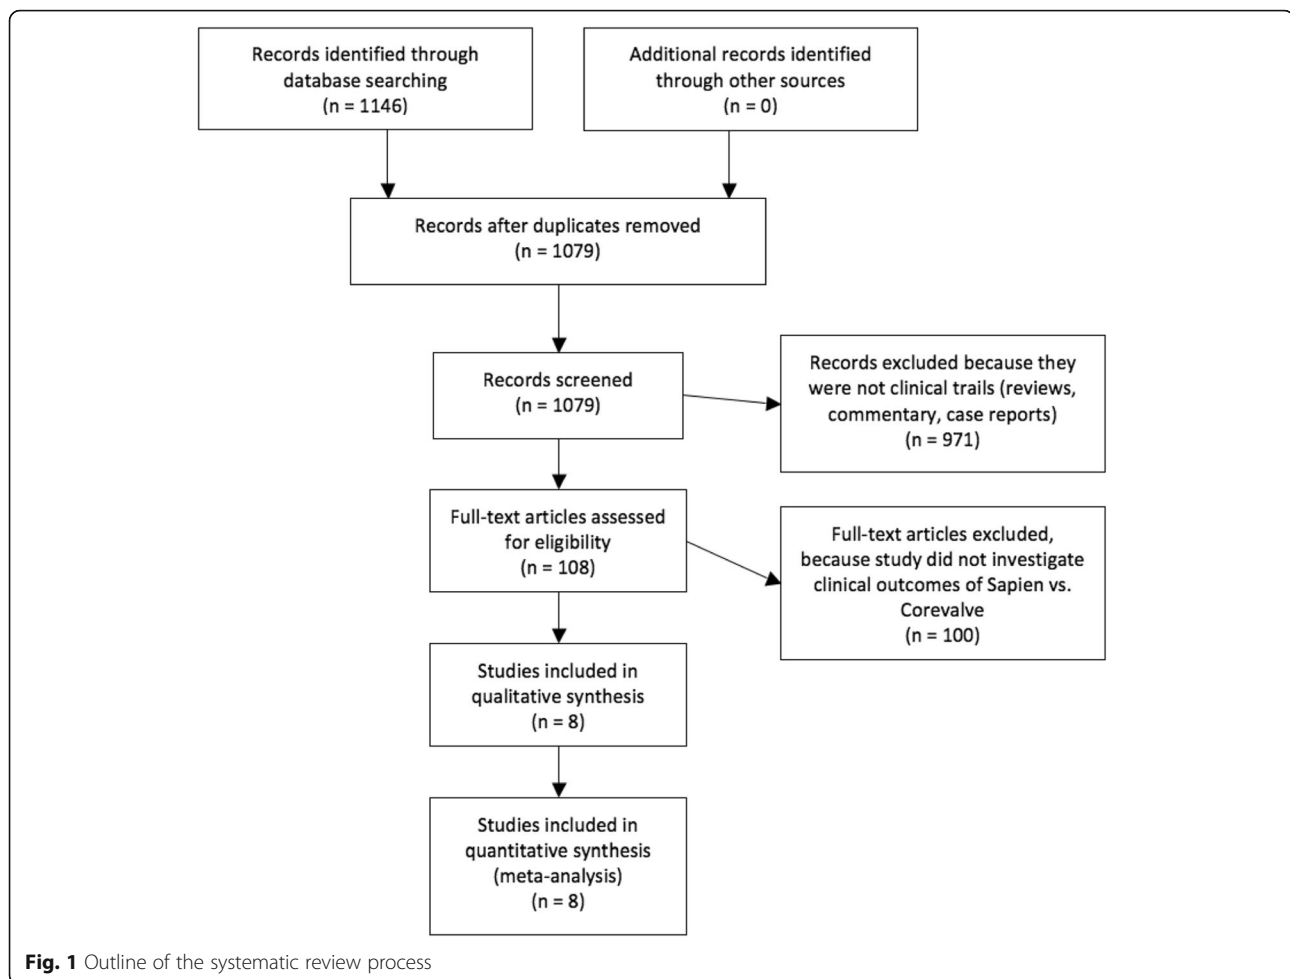 Records identified through
database searching
(n = 1146)
Additional records identified
through other sources
(n = 0)
Records after duplicates removed
(n = 1079)
Records screened
(n = 1079)
Records excluded because they
were not clinical trails (reviews,
commentary, case reports)
(n = 971)
Full-text articles assessed
for eligibility
(n = 108)
Full-text articles excluded,
because study did not investigate
clinical outcomes of Sapien vs.
Corevalve
(n = 100)
Studies included in
qualitative synthesis
(n = 8)
Studies included in
quantitative synthesis
(meta-analysis)
(n = 8)
Fig. 1 Outline of the systematic review process